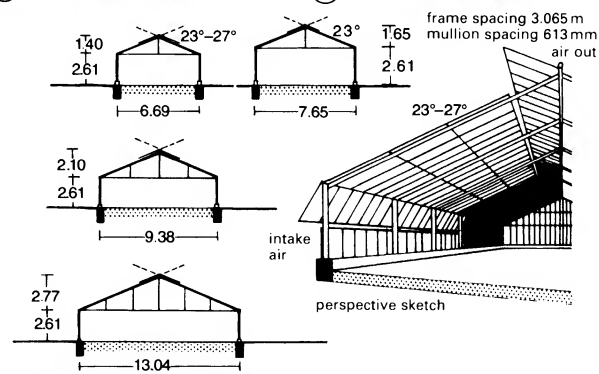 frame spacing 3.065 m
mullion spacing 613 mm
air out
1.40
2.61
23°–27°
6.69
23°
1.65
2.61
7.65
23°–27°
2.10
2.61
9.38
intake
air
perspective sketch
2.77
2.61
13.04